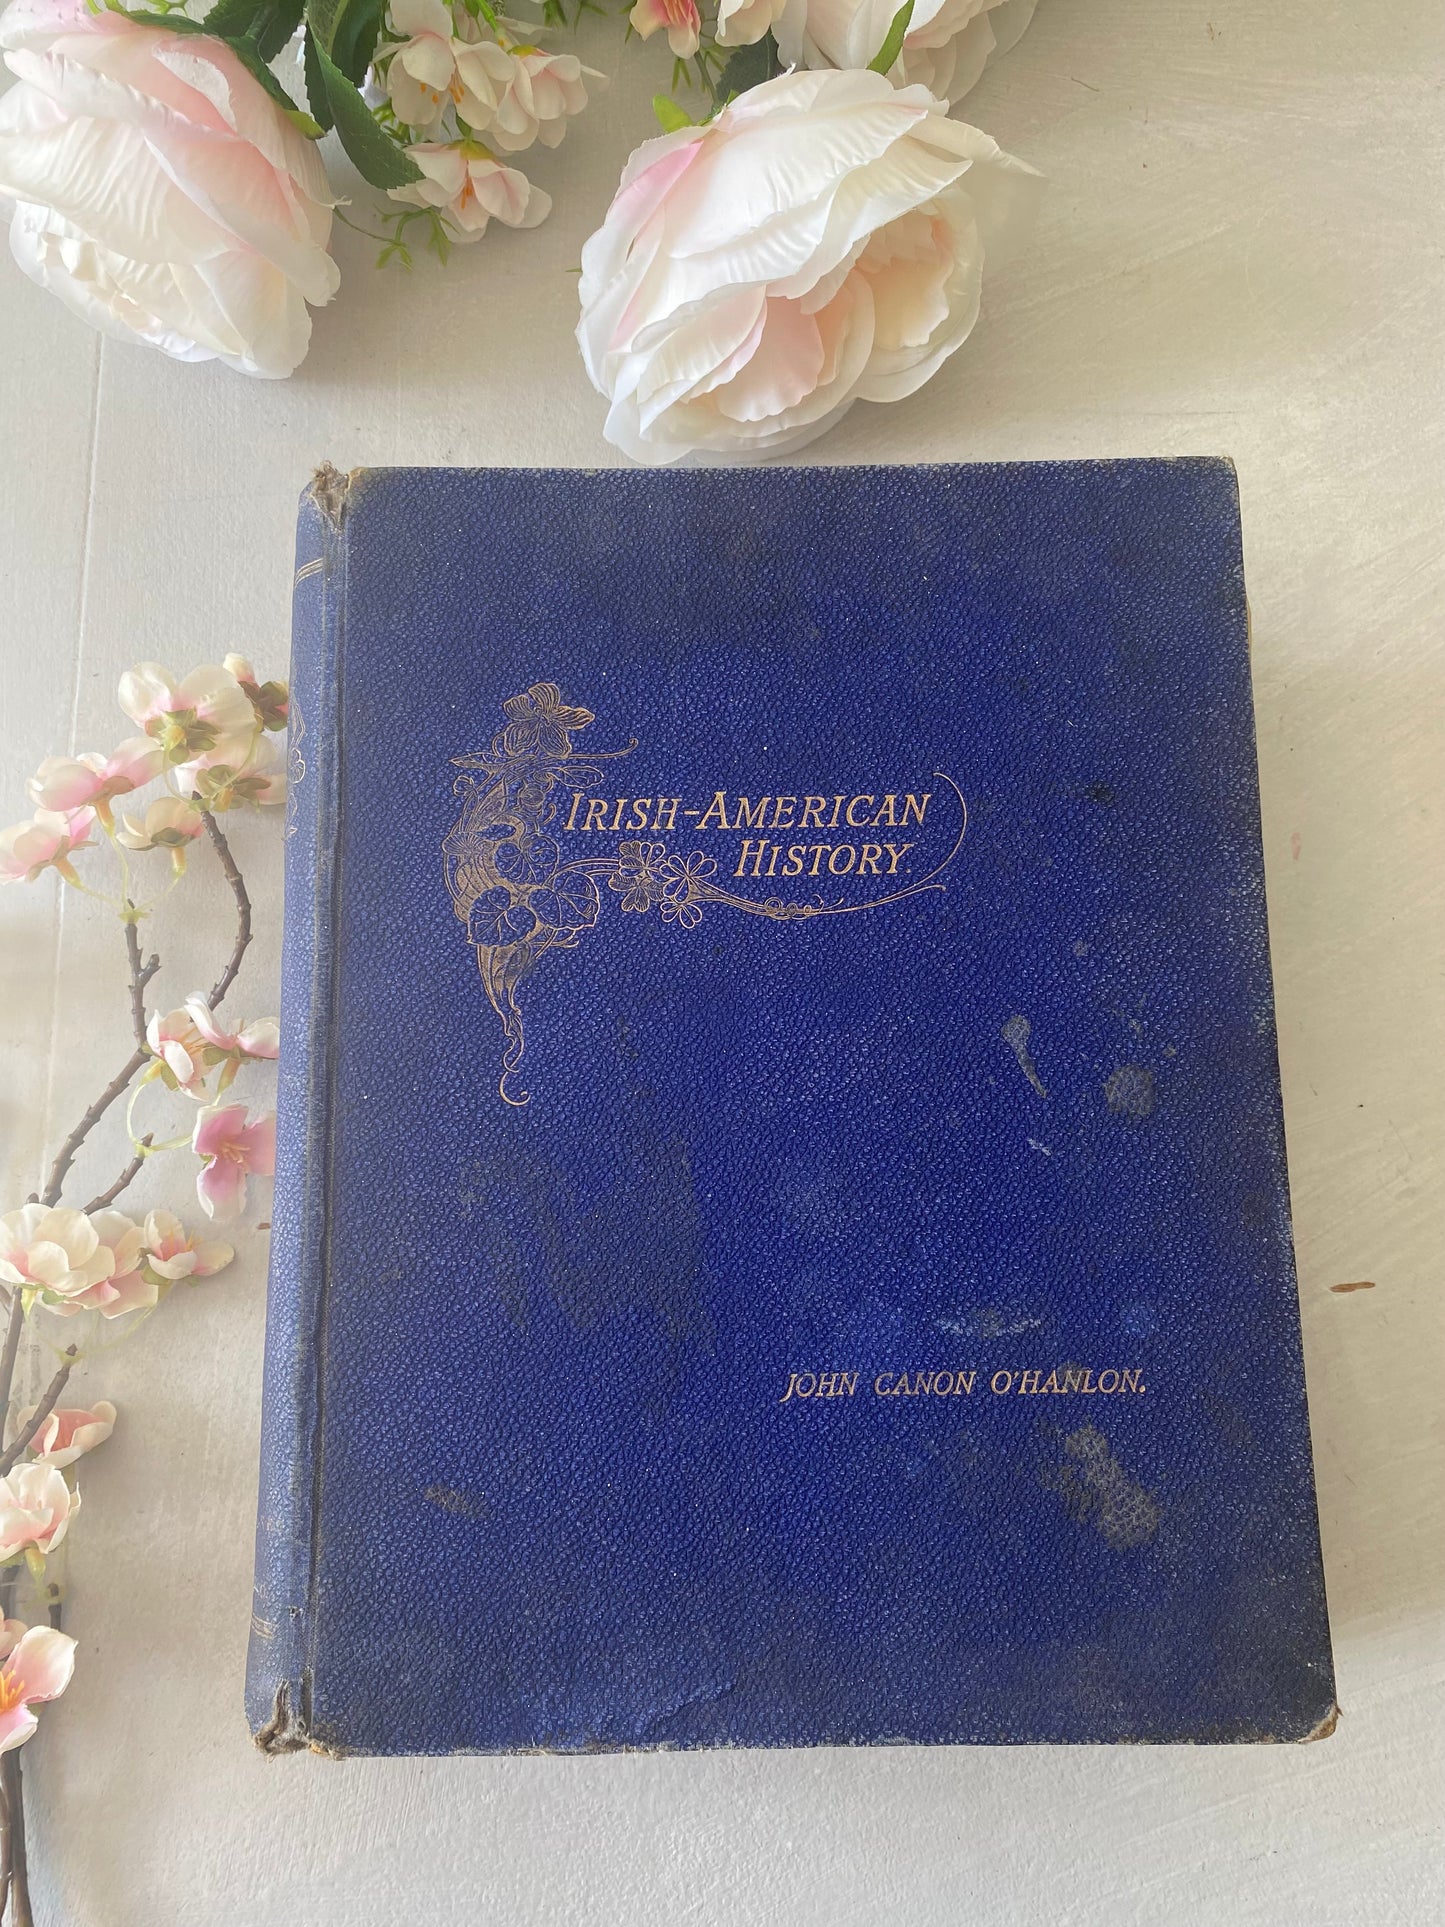 IRISH-AMERICAN
HISTORY.
JOHN CANON O'HANLON.